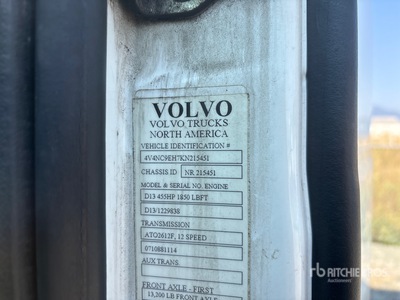 VOLVO
VOLVO TRUCKS
NORTH AMERICA
VEHICLE IDENTIFICATION #
4V4NC9EH7KN215451
CHASSIS ID NR 215451
MODEL & SERIAL NO. ENGINE
D13 455HP 1850 LBFT
D13/1229838
TRANSMISSION
ATO2612F, 12 SPEED
0710881114
AUX TRANS.
FRONT AXLE - FIRST
13,200 LB FRONT AXLE
rb RITCHIE BROS
Auctioneers